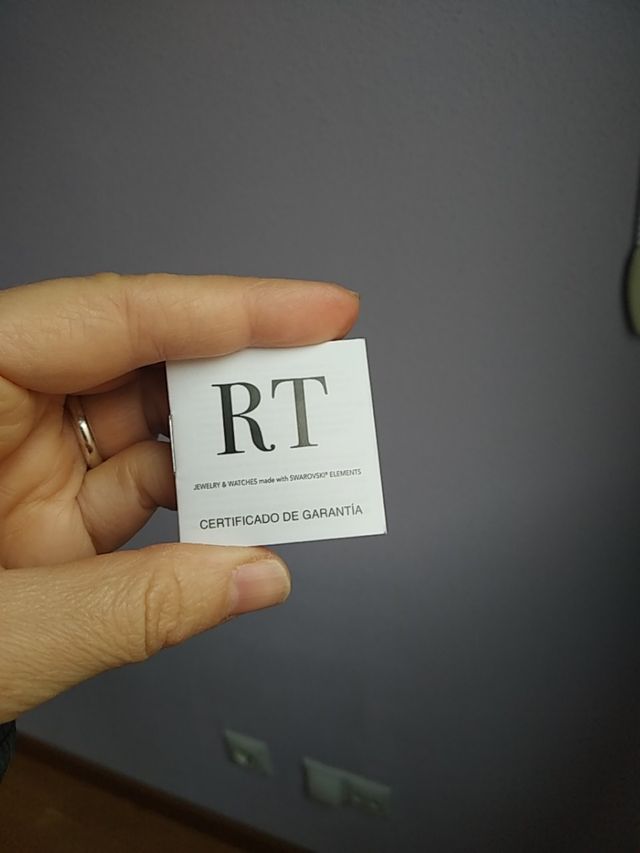 RT
JEWELRY & WATCHES made with SWAROVSKI® ELEMENTS
CERTIFICADO DE GARANTÍA